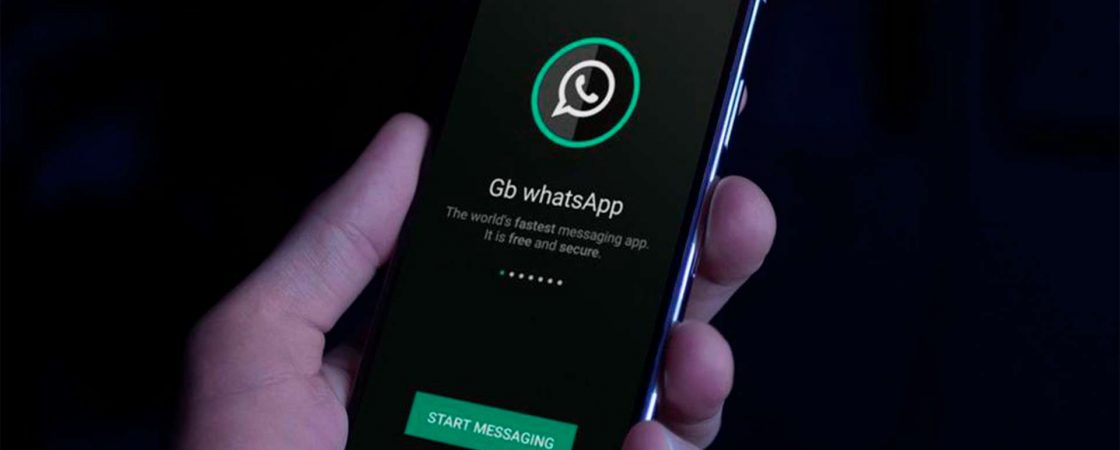 Gb whatsApp
The world's fastest messaging app.
It is free and secure.
START MESSAGING